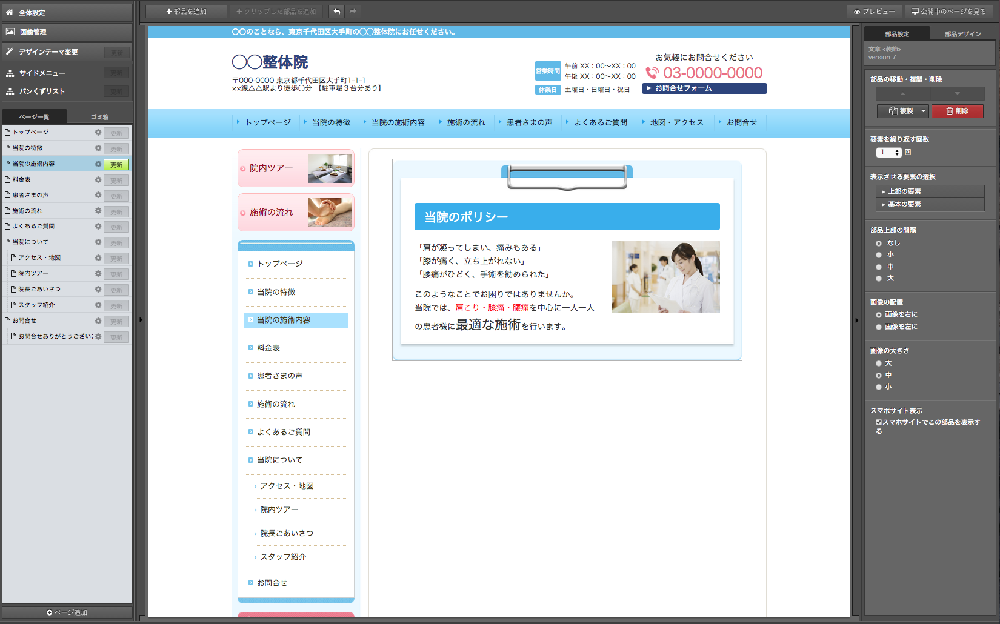 全体設定
画像管理
デザインテーマ変更 更新
サイドメニュー 更新
パンくずリスト 更新
ページ一覧 ゴミ箱
トップページ 更新
当院の特徴 更新
当院の施術内容 更新
料金表 更新
患者さまの声 更新
施術の流れ 更新
よくあるご質問 更新
当院について 更新
アクセス・地図 更新
院内ツアー 更新
院長ごあいさつ 更新
スタッフ紹介 更新
お問合せ 更新
お問合せありがとうござい 更新
ページ追加
部品を追加 クリップした部品を追加
プレビュー 公開中のページを見る
〇〇のことなら、東京千代田区大手町の〇〇整体院にお任せください。
〇〇整体院
〒000-0000 東京都千代田区大手町1-1-1
××線△△駅より徒歩〇分 【駐車場３台分あり】
営業時間
午前 XX：00〜XX：00
午後 XX：00〜XX：00
休業日 土曜日・日曜日・祝日
お気軽にお問合せください
03-0000-0000
お問合せフォーム
トップページ 当院の特徴 当院の施術内容 施術の流れ 患者さまの声 よくあるご質問 地図・アクセス お問合せ
院内ツアー
施術の流れ
トップページ
当院の特徴
当院の施術内容
料金表
患者さまの声
施術の流れ
よくあるご質問
当院について
アクセス・地図
院内ツアー
院長ごあいさつ
スタッフ紹介
お問合せ
当院のポリシー
「肩が凝ってしまい、痛みもある」
「膝が痛く、立ち上がれない」
「腰痛がひどく、手術を勧められた」
このようなことでお困りではありませんか。
当院では、肩こり・膝痛・腰痛を中心に一人一人
の患者様に最適な施術を行います。
部品設定 部品デザイン
文章 <装飾>
version 7
部品の移動・複製・削除
複製 削除
要素を繰り返す回数
1 回
表示させる要素の選択
上部の要素
基本の要素
部品上部の間隔
なし
小
中
大
画像の配置
画像を右に
画像を左に
画像の大きさ
大
中
小
スマホサイト表示
スマホサイトでこの部品を表示す
る